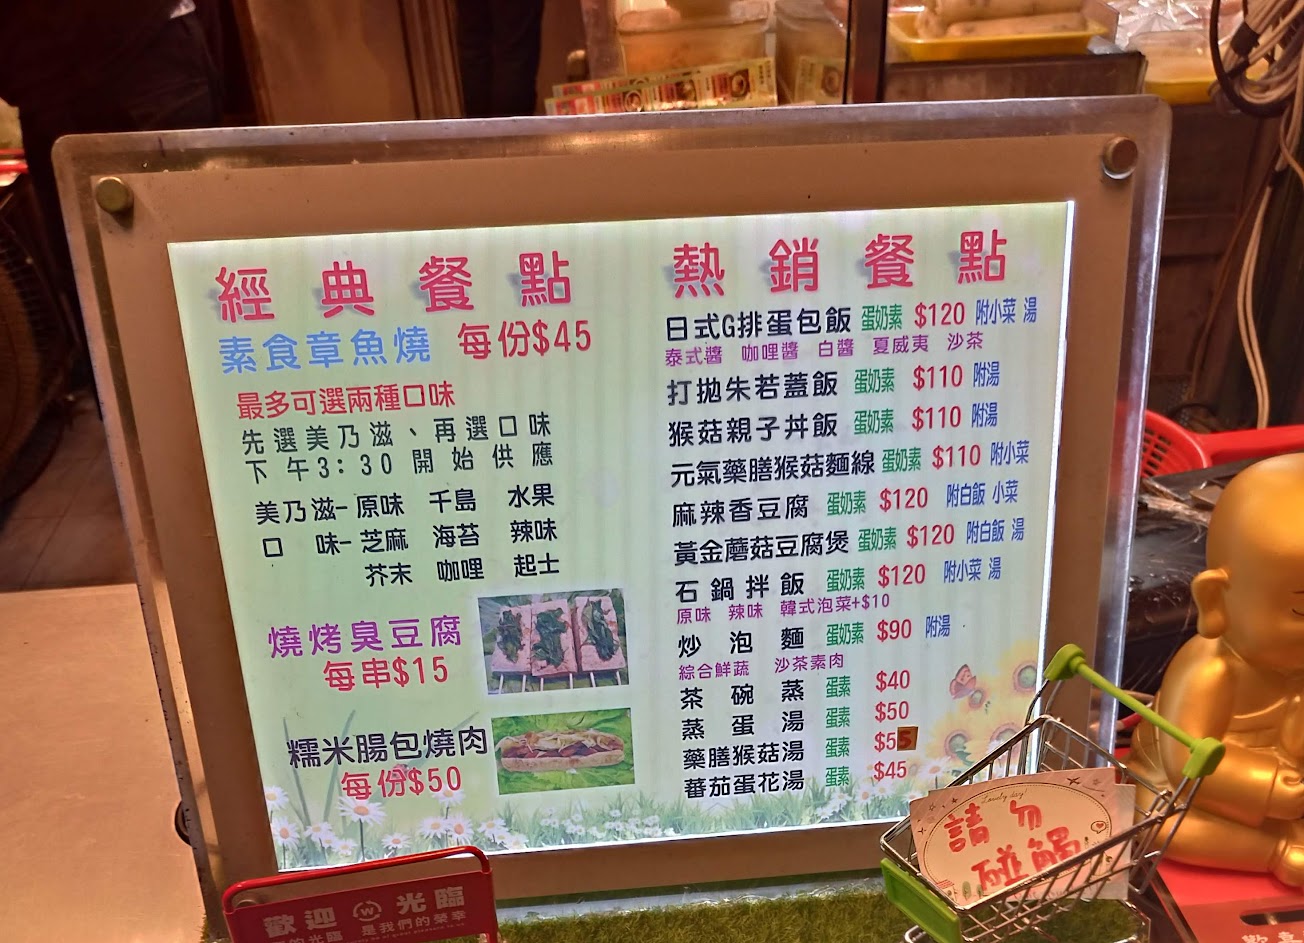 經典餐點
素食章魚燒 每份$45
最多可選兩種口味
先選美乃滋、再選口味
下午3:30開始供應
美乃滋-原味 千島 水果
口 味-芝麻 海苔 辣味
芥末 咖哩 起士
燒烤臭豆腐
每串$15
糯米腸包燒肉
每份$50
熱銷餐點
日式G排蛋包飯 蛋奶素 $120 附小菜 湯
泰式醬 咖哩醬 白醬 夏威夷 沙茶
打拋朱若蓋飯 蛋奶素 $110 附湯
猴菇親子丼飯 蛋奶素 $110 附湯
元氣藥膳猴菇麵線 蛋奶素 $110 附小菜
麻辣香豆腐 蛋奶素 $120 附白飯 小菜
黃金蘑菇豆腐煲 蛋奶素 $120 附白飯 湯
石鍋拌飯 蛋奶素 $120 附小菜 湯
原味 辣味 韓式泡菜+$10
炒泡麵 蛋奶素 $90 附湯
綜合鮮蔬 沙茶素肉
茶碗蒸 蛋素 $40
蒸蛋湯 蛋素 $50
藥膳猴菇湯 蛋素 $55
蕃茄蛋花湯 蛋素 $45
Lovely day
請勿
碰觸
歡迎 W 光臨
的光臨 是我們的榮幸